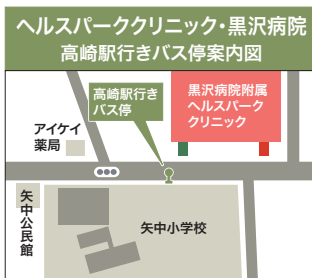 ヘルスパーククリニック・黒沢病院
高崎駅行きバス停案内図
高崎駅行き
バス停
黒沢病院附属
ヘルスパーク
クリニック
アイケイ
薬局
矢中公民館
矢中小学校